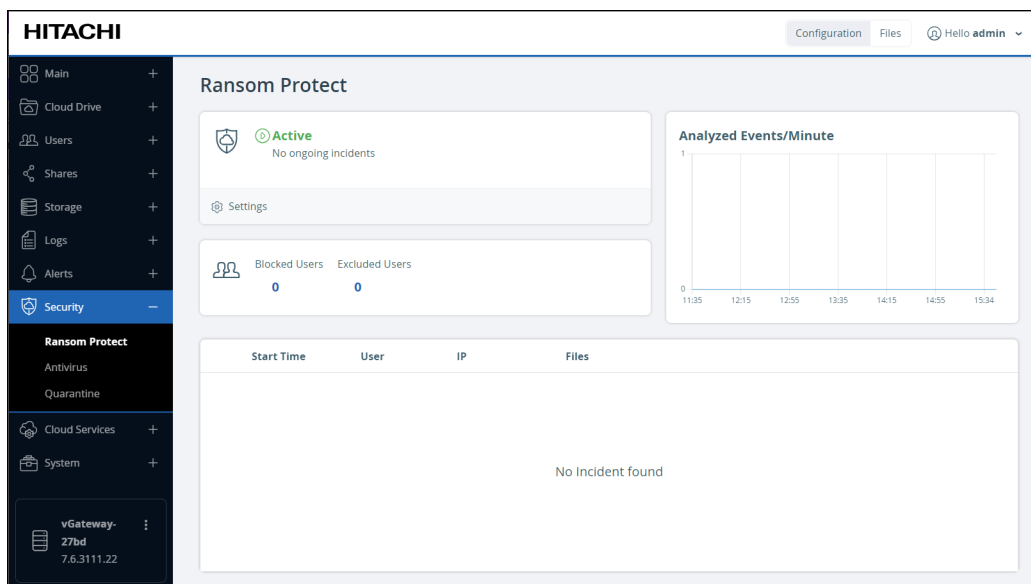 HITACHI
Configuration
Files
Hello admin
Main
Cloud Drive
Users
Shares
Storage
Logs
Alerts
Security
Ransom Protect
Antivirus
Quarantine
Cloud Services
System
vGateway-
27bd
7.6.3111.22
Ransom Protect
Active
No ongoing incidents
Settings
Blocked Users Excluded Users
0 0
Analyzed Events/Minute
1
0
11:35 12:15 12:55 13:35 14:15 14:55 15:34
Start Time User IP Files
No Incident found